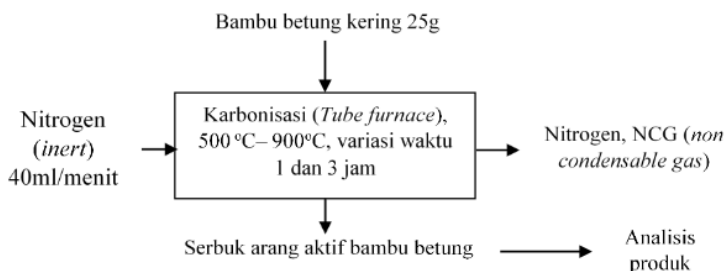 Bambu betung kering 25g
Nitrogen
(inert)
40ml/menit
Karbonisasi (Tube furnace),
500 °C– 900°C, variasi waktu
1 dan 3 jam
Nitrogen, NCG (non
condensable gas)
Serbuk arang aktif bambu betung
Analisis
produk